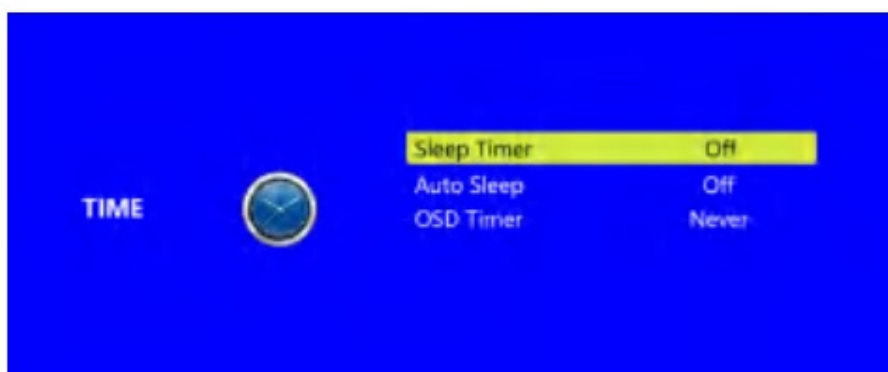 TIME
Sleep Timer Off
Auto Sleep Off
OSD Timer Never